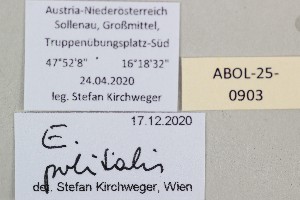 Austria-Niederösterreich
Sollenau, Großmittel,
Truppenübungsplatz-Süd
47°52'8" 16°18'32"
24.04.2020
leg. Stefan Kirchweger
ABOL-25-
0903
17.12.2020
E.
politalis
det. Stefan Kirchweger, Wien